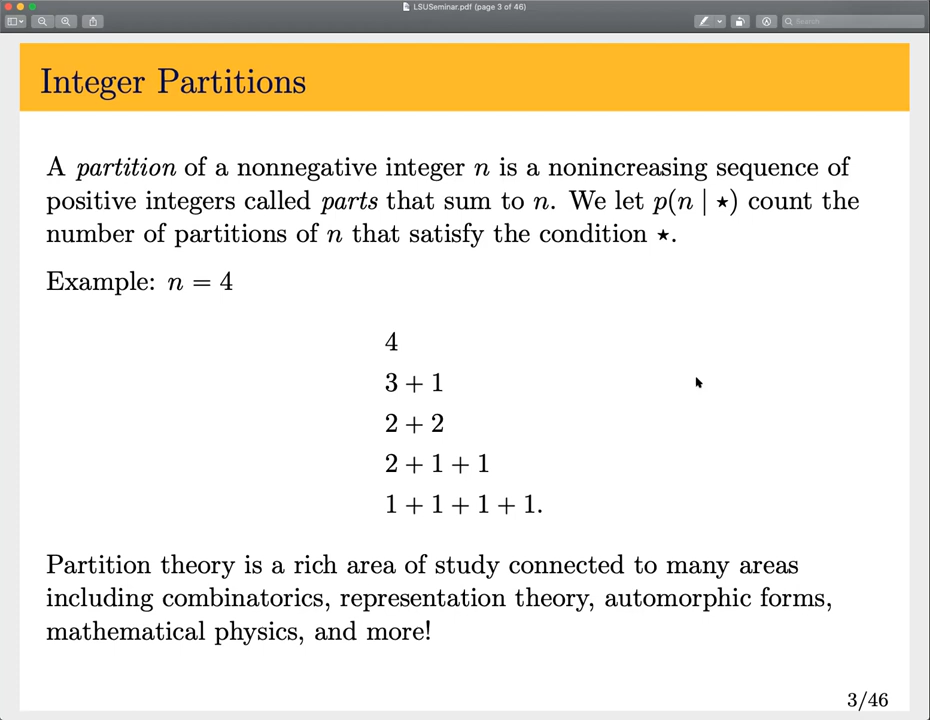 LSUSeminar.pdf (page 3 of 46)
Search
Integer Partitions
A partition of a nonnegative integer n is a nonincreasing sequence of
positive integers called parts that sum to n. We let p(n | ⋆) count the
number of partitions of n that satisfy the condition ⋆.
Example: n = 4
4
3 + 1
2 + 2
2 + 1 + 1
1 + 1 + 1 + 1.
Partition theory is a rich area of study connected to many areas
including combinatorics, representation theory, automorphic forms,
mathematical physics, and more!
3/46